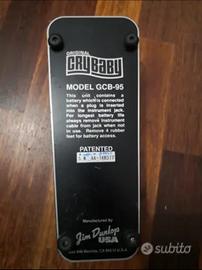 ORIGINAL
CRYBABY
MODEL GCB-95
This unit contains a
battery which is connected
when a plug is inserted
into the instrument jack.
For longest battery life
always remove instrument
cable from jack when not
in use. Remove 4 rubber
feet for battery access.
PATENTED
Manufactured by
Jim Dunlop
USA
subito